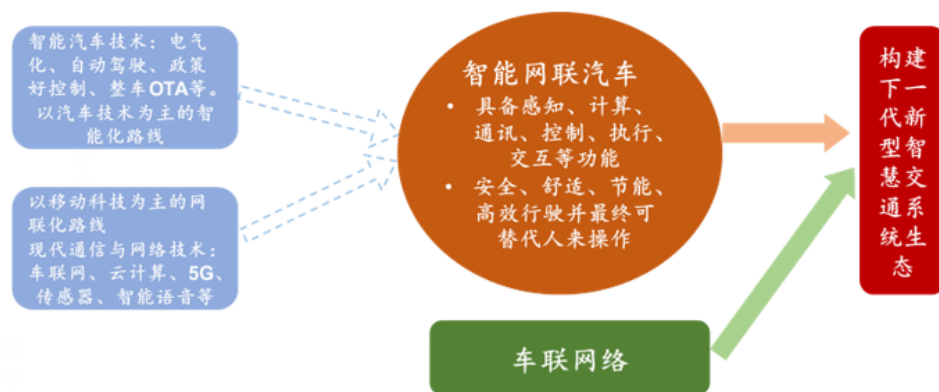 智能汽车技术：电气
化、自动驾驶、政策
好控制、整车OTA等。
以汽车技术为主的智
能化路线
以移动科技为主的网
联化路线
现代通信与网络技术：
车联网、云计算、5G、
传感器、智能语音等
智能网联汽车
• 具备感知、计算、
通讯、控制、执行、
交互等功能
• 安全、舒适、节能、
高效行驶并最终可
替代人来操作
车联网络
构建
下一
代新
型智
慧交
通系
统生
态